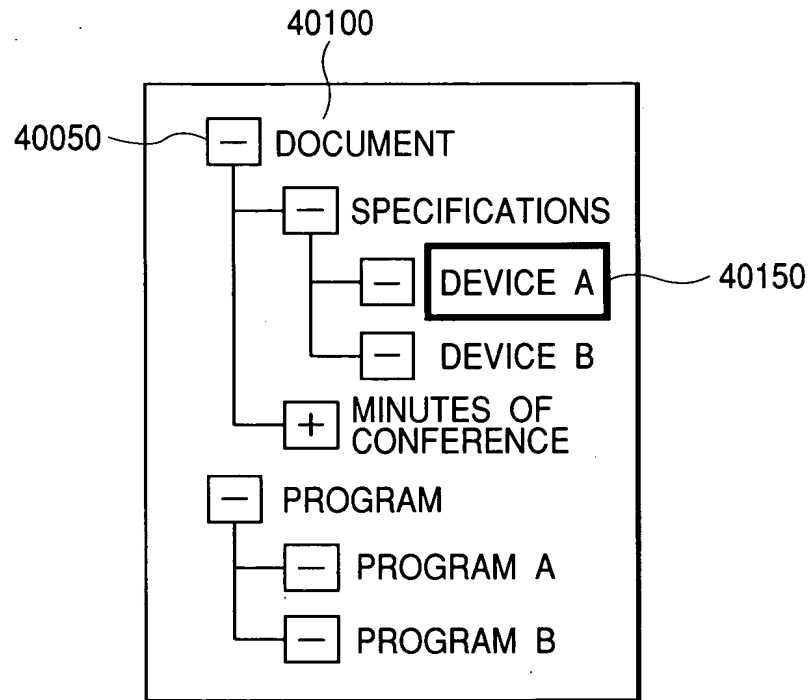 40100
40050
− DOCUMENT
− SPECIFICATIONS
− DEVICE A
40150
− DEVICE B
+ MINUTES OF
CONFERENCE
− PROGRAM
− PROGRAM A
− PROGRAM B